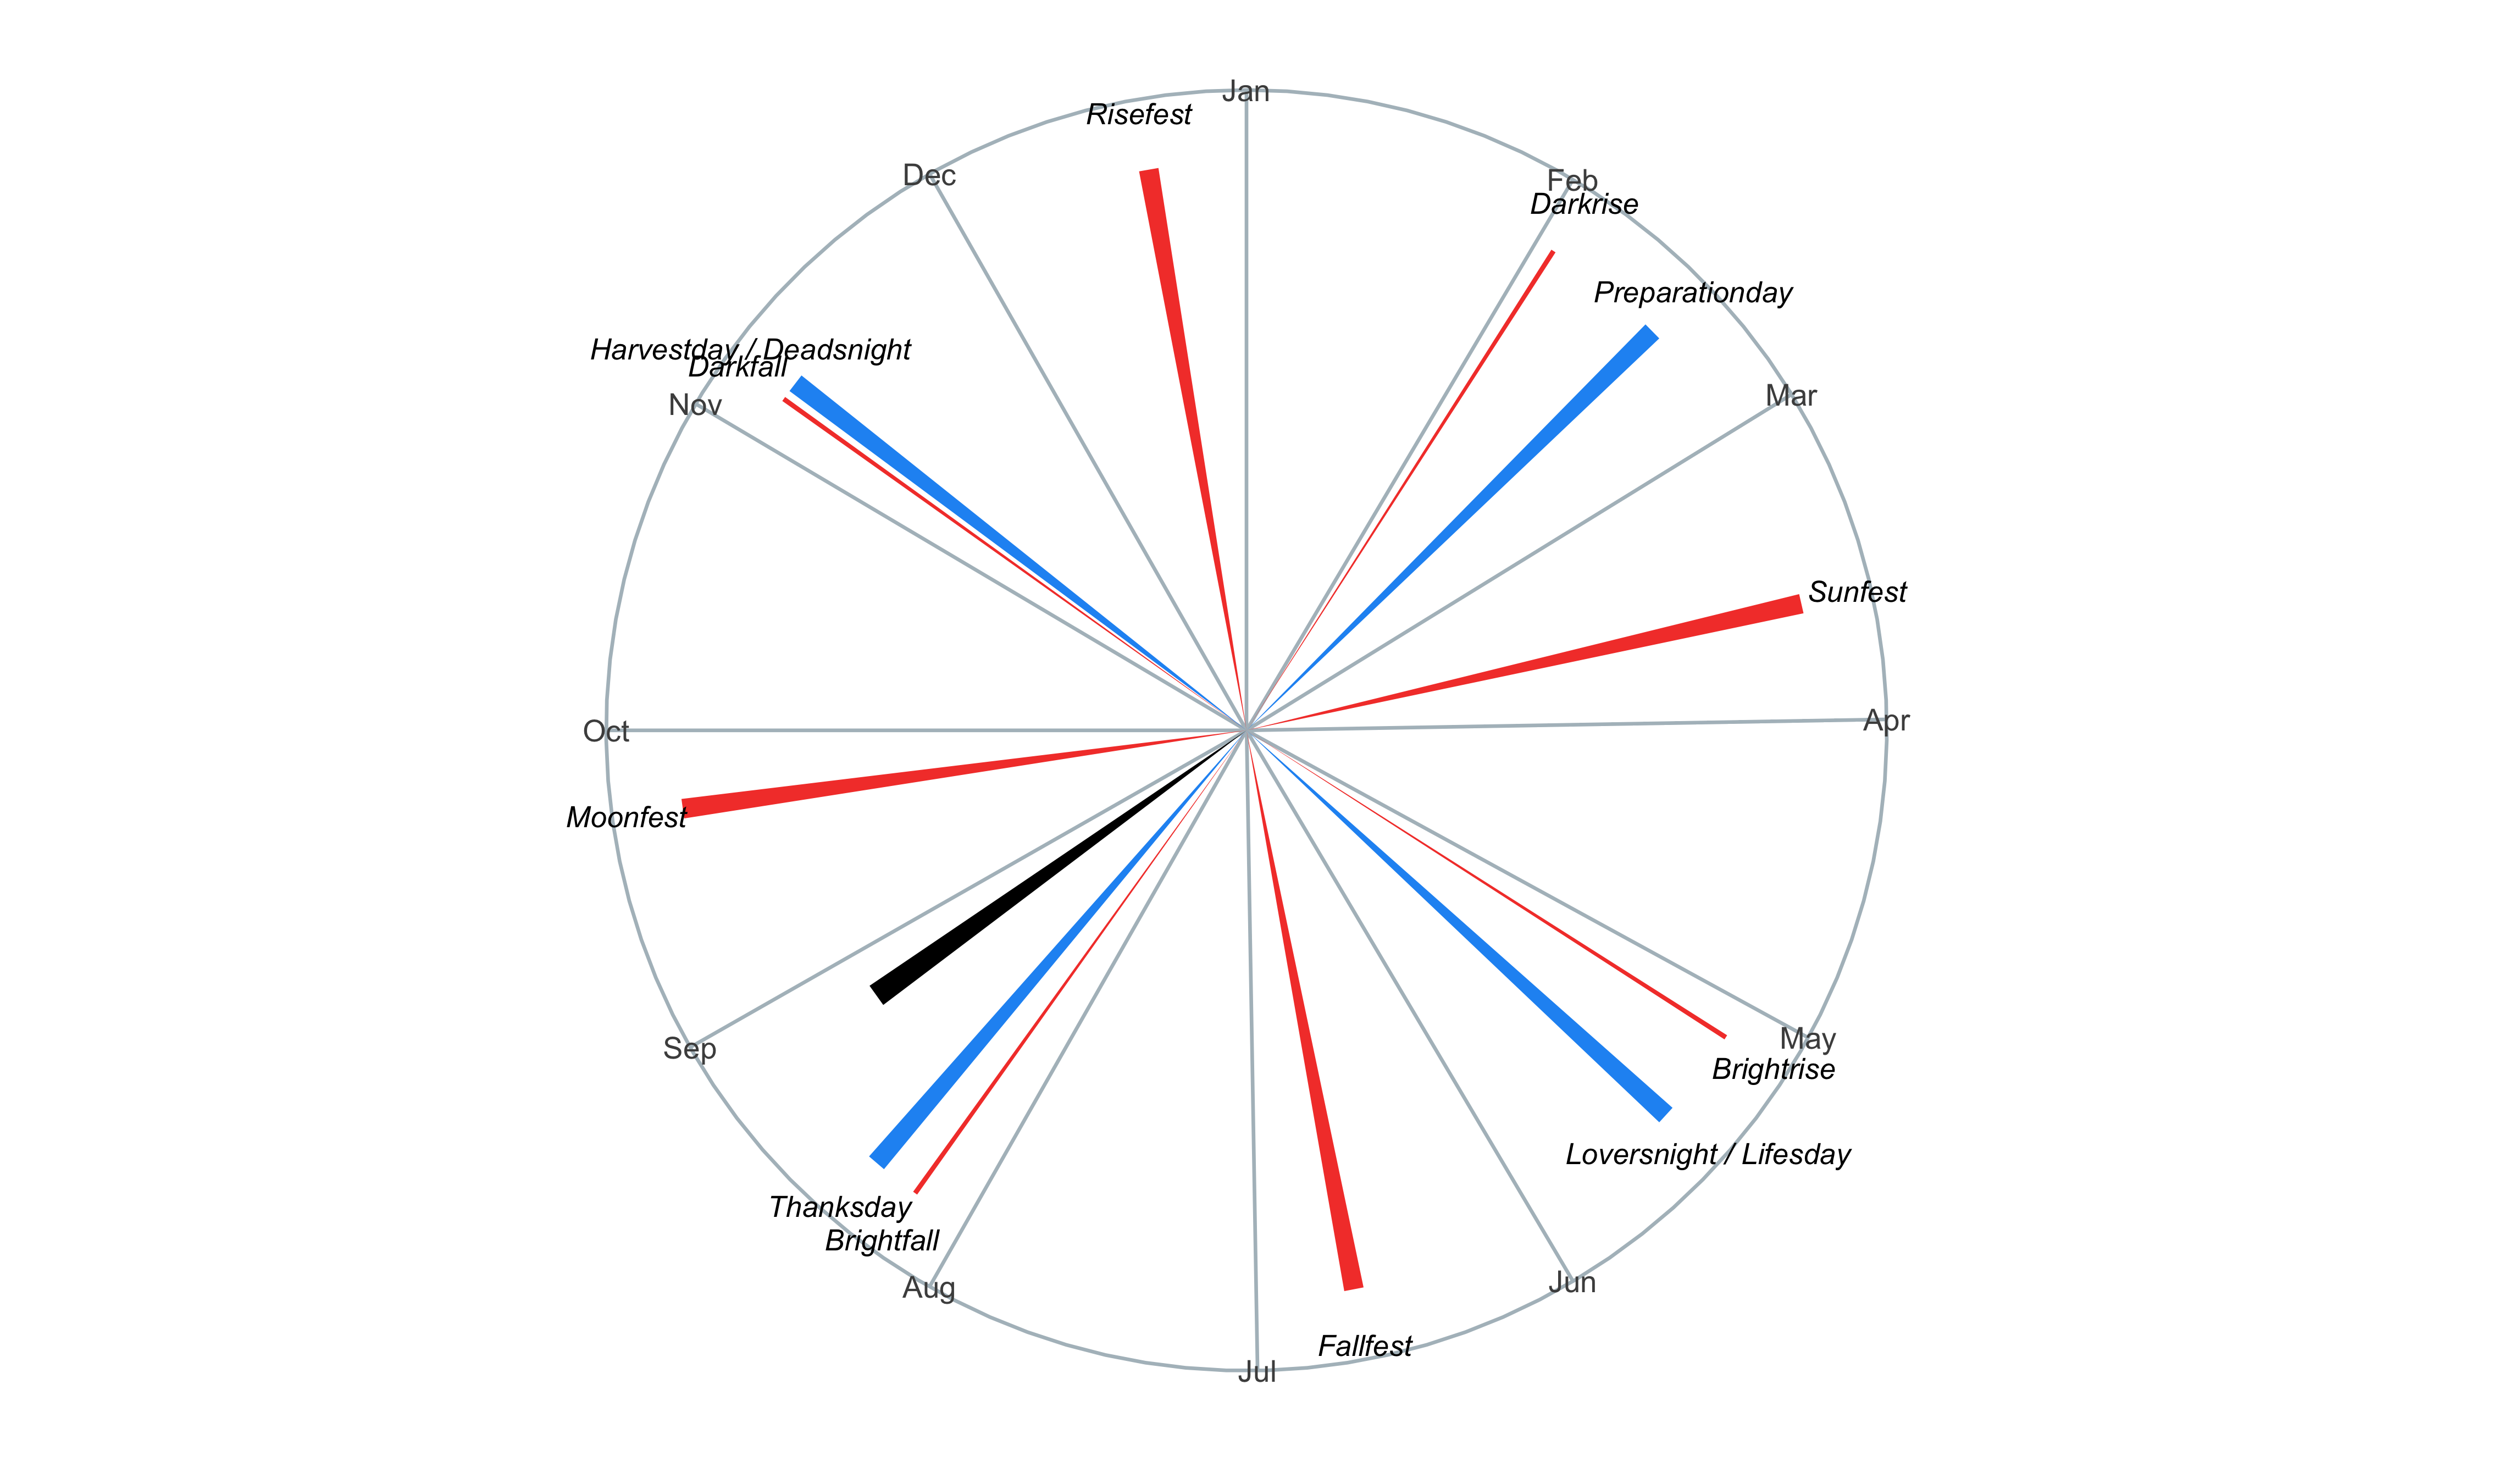 Jan
Risefest
Dec
Feb
Darkrise
Preparationday
Harvestday / Deadsnight
Darkfall
Nov
Mar
Sunfest
Oct
Apr
Moonfest
Sep
May
Brightrise
Loversnight / Lifesday
Thanksday
Brightfall
Aug
Jun
Fallfest
Jul